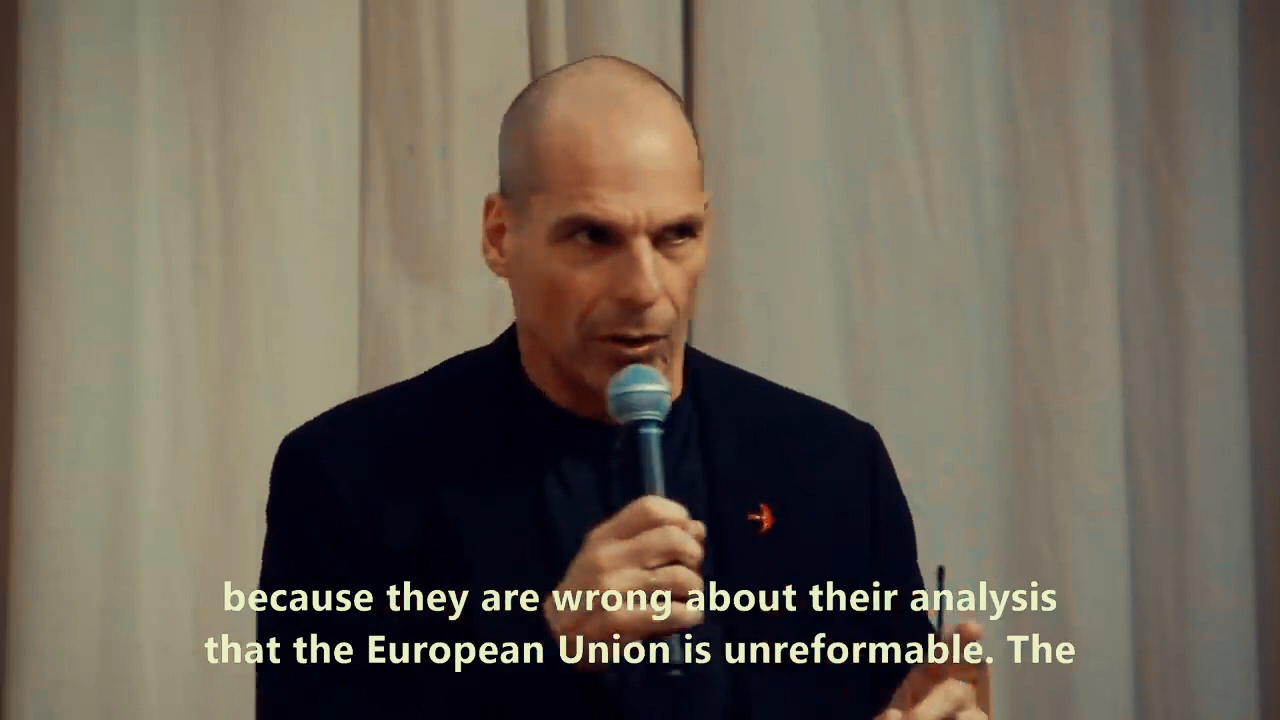 because they are wrong about their analysis
that the European Union is unreformable. The